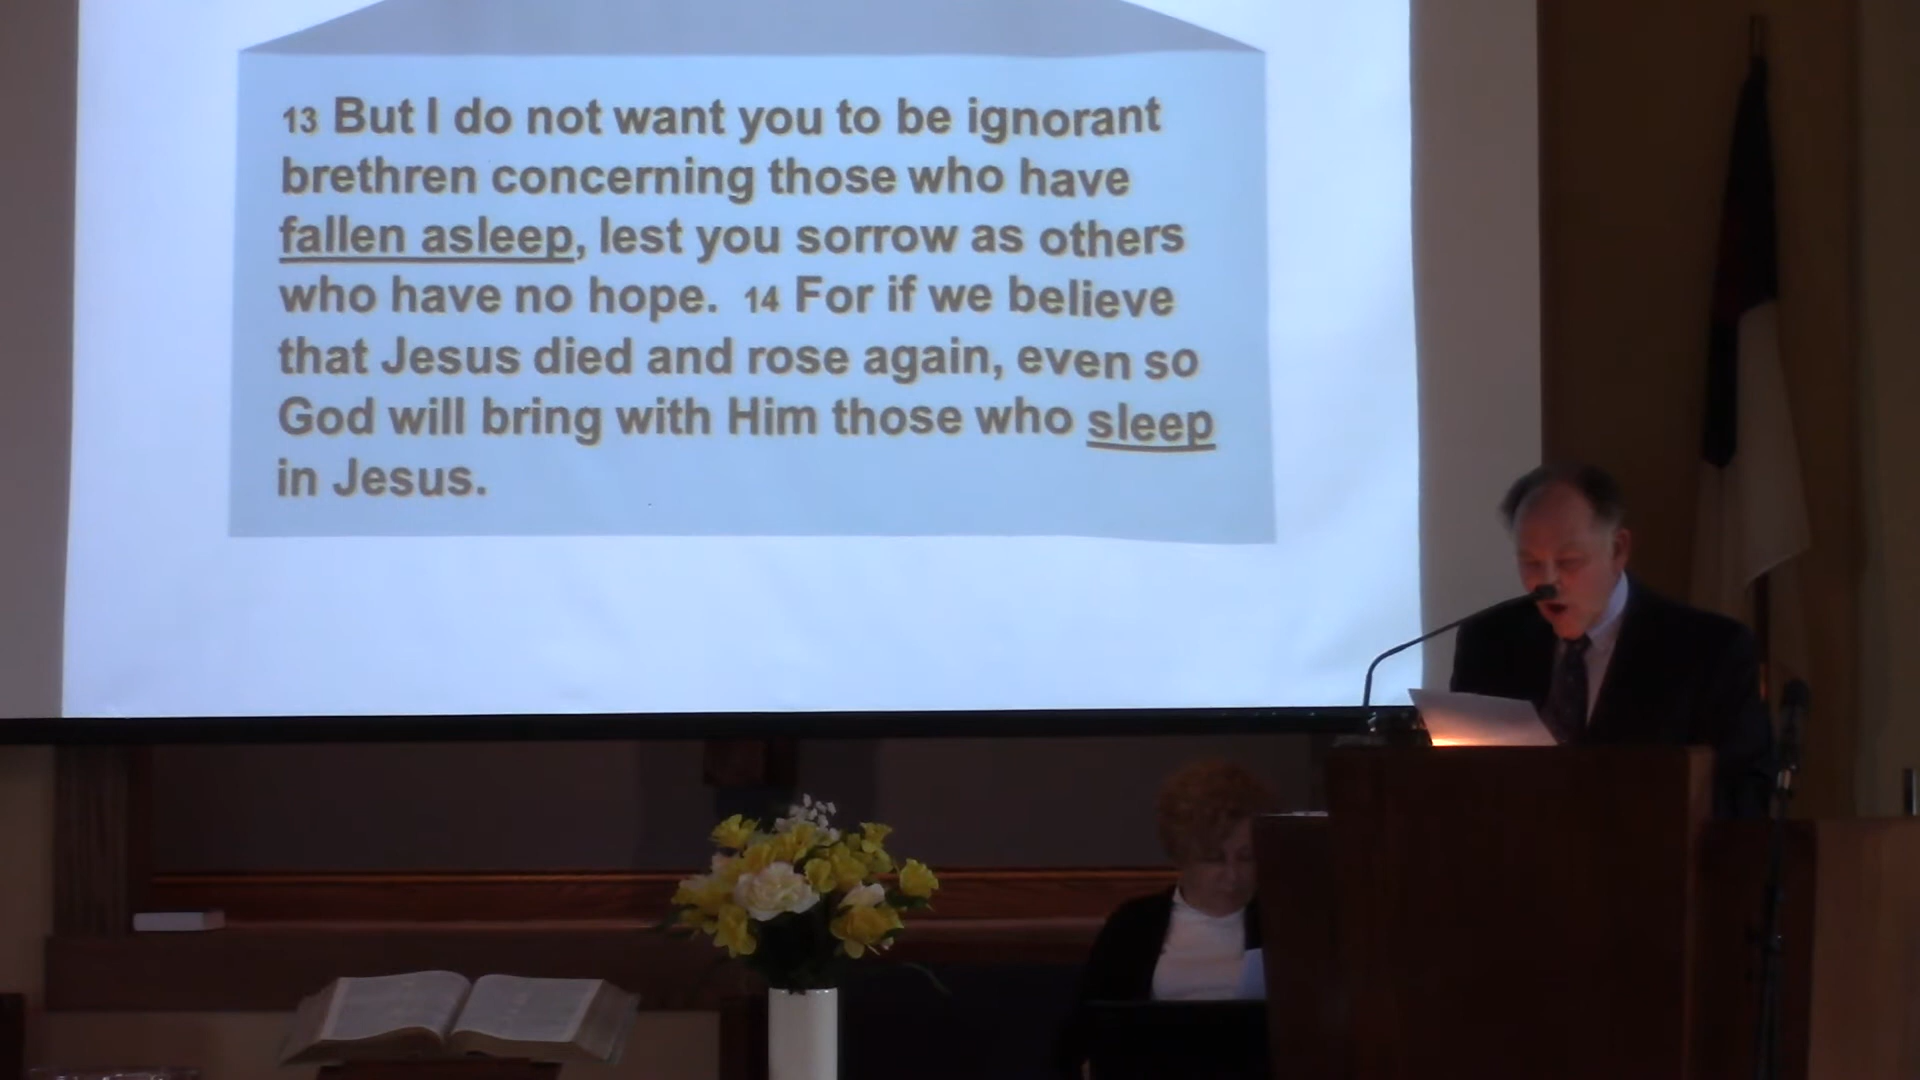 13 But I do not want you to be ignorant
brethren concerning those who have
fallen asleep, lest you sorrow as others
who have no hope. 14 For if we believe
that Jesus died and rose again, even so
God will bring with Him those who sleep
in Jesus.